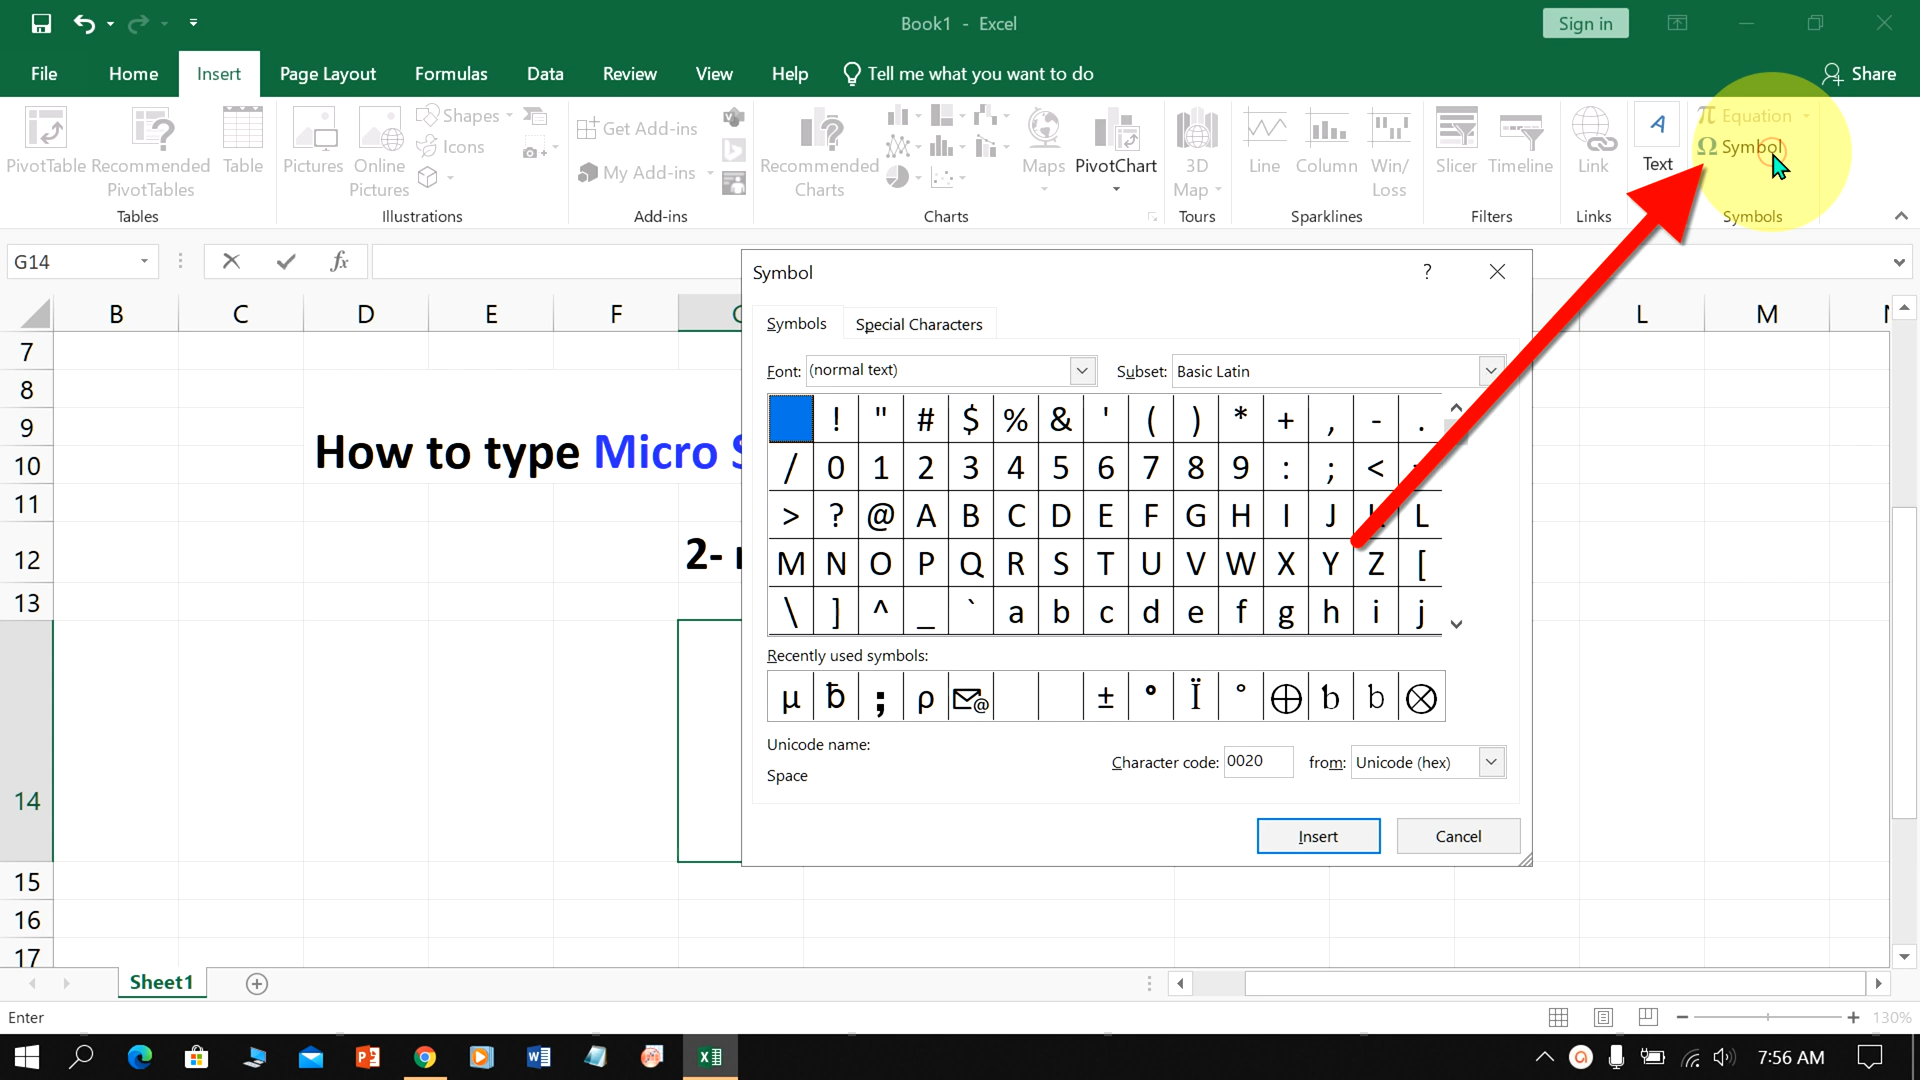 Book1 - Excel
Sign in
File Home Insert Page Layout Formulas Data Review View Help Tell me what you want to do Share
PivotTable
Recommended
PivotTables
Table
Tables
Pictures
Online
Pictures
Shapes
Icons
Illustrations
Get Add-ins
My Add-ins
Add-ins
Recommended
Charts
Maps
PivotChart
Charts
3D
Map
Tours
Line
Column
Win/
Loss
Sparklines
Slicer
Timeline
Filters
Link
Links
A
Text
π Equation
Ω Symbol
Symbols
G14
fx
B C D E F L M
7
8
9
10
11
12
13
14
15
16
17
How to type Micro
2-
Symbol
?
Symbols Special Characters
Font: (normal text) Subset: Basic Latin
! " # $ % & ' ( ) * + , - .
/ 0 1 2 3 4 5 6 7 8 9 : ; <
> ? @ A B C D E F G H I J L
M N O P Q R S T U V W X Y Z [
\ ] ^ _ ` a b c d e f g h i j
Recently used symbols:
µ ƀ ; ρ ± ° Ï ° ⊕ b b ⊗
Unicode name:
Space
Character code: 0020 from: Unicode (hex)
Insert Cancel
Sheet1
Enter
130%
7:56 AM